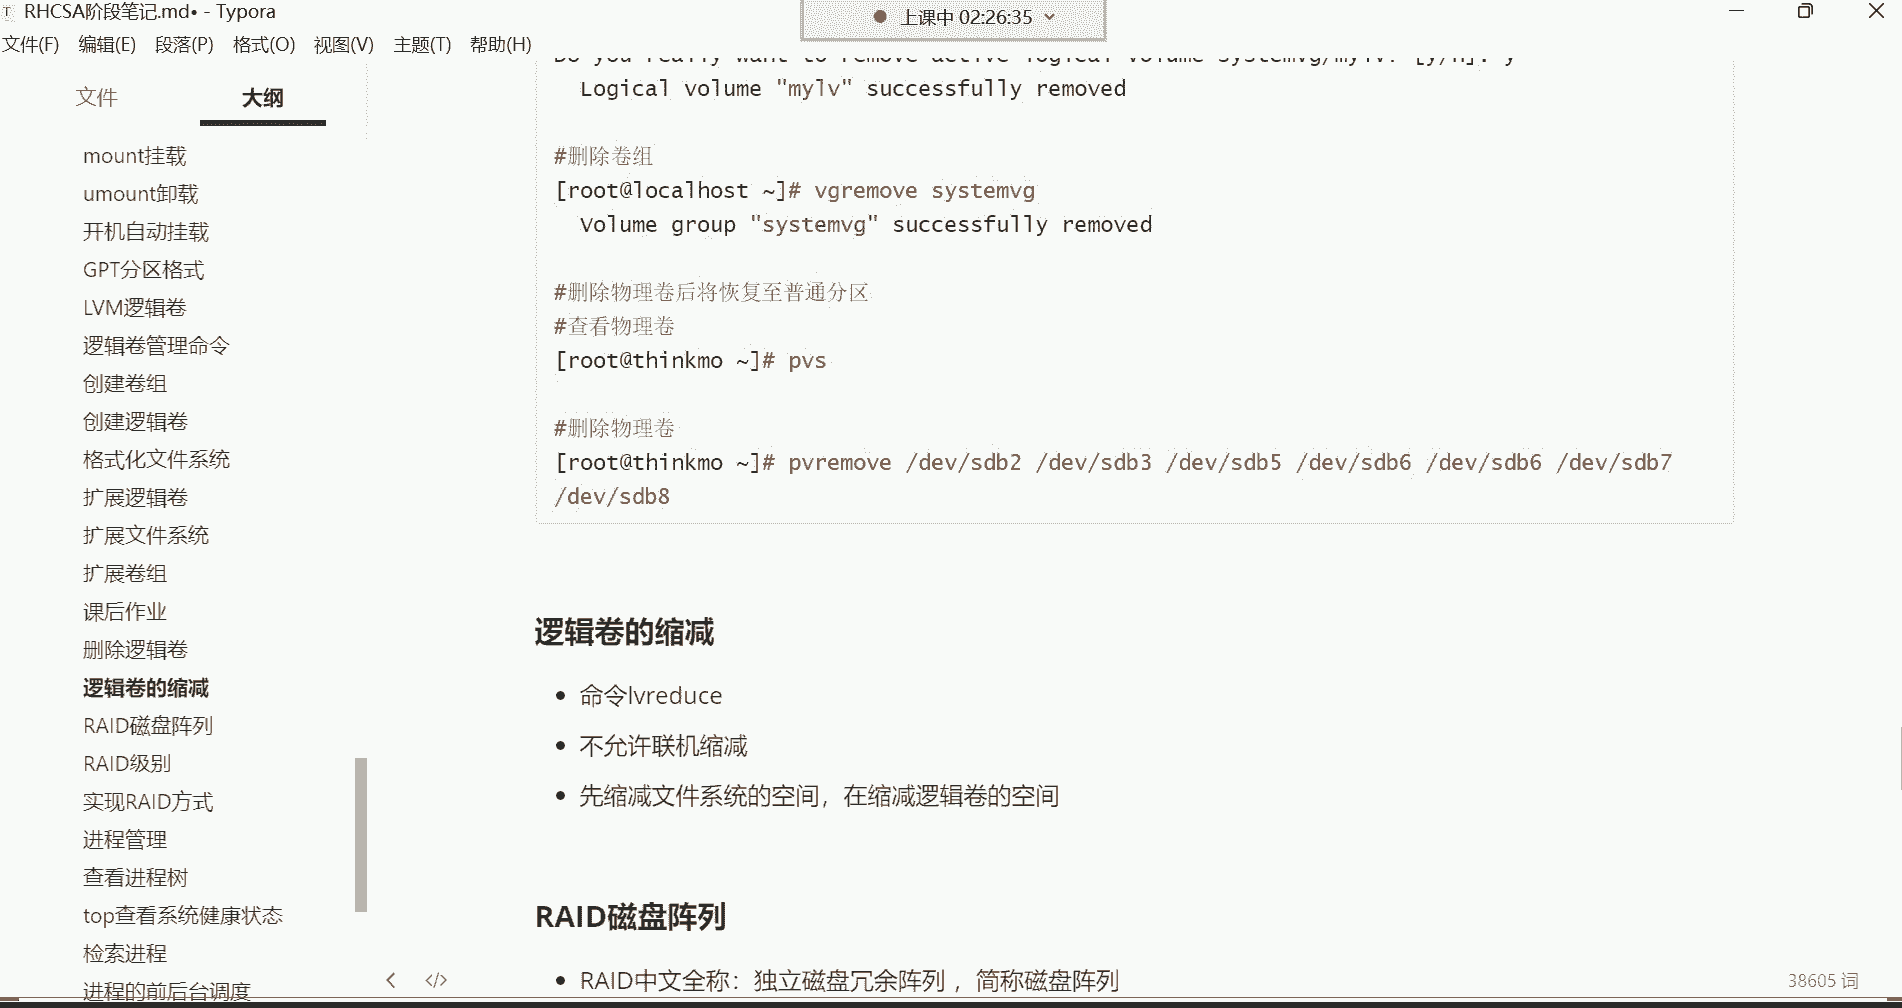 RHCSA阶段笔记.md• - Typora
上课中 02:26:35
文件(F) 编辑(E) 段落(P) 格式(O) 视图(V) 主题(T) 帮助(H)
文件 大纲
mount挂载
umount卸载
开机自动挂载
GPT分区格式
LVM逻辑卷
逻辑卷管理命令
创建卷组
创建逻辑卷
格式化文件系统
扩展逻辑卷
扩展文件系统
扩展卷组
课后作业
删除逻辑卷
逻辑卷的缩减
RAID磁盘阵列
RAID级别
实现RAID方式
进程管理
查看进程树
top查看系统健康状态
检索进程
进程的前后台调度
Do you really want to remove active logical volume systemvg/mylv? [y/n]: y
Logical volume "mylv" successfully removed
#删除卷组
[root@localhost ~]# vgremove systemvg
Volume group "systemvg" successfully removed
#删除物理卷后将恢复至普通分区
#查看物理卷
[root@thinkmo ~]# pvs
#删除物理卷
[root@thinkmo ~]# pvremove /dev/sdb2 /dev/sdb3 /dev/sdb5 /dev/sdb6 /dev/sdb6 /dev/sdb7
/dev/sdb8
逻辑卷的缩减
• 命令lvreduce
• 不允许联机缩减
• 先缩减文件系统的空间，在缩减逻辑卷的空间
RAID磁盘阵列
• RAID中文全称：独立磁盘冗余阵列 ，简称磁盘阵列
38605 词